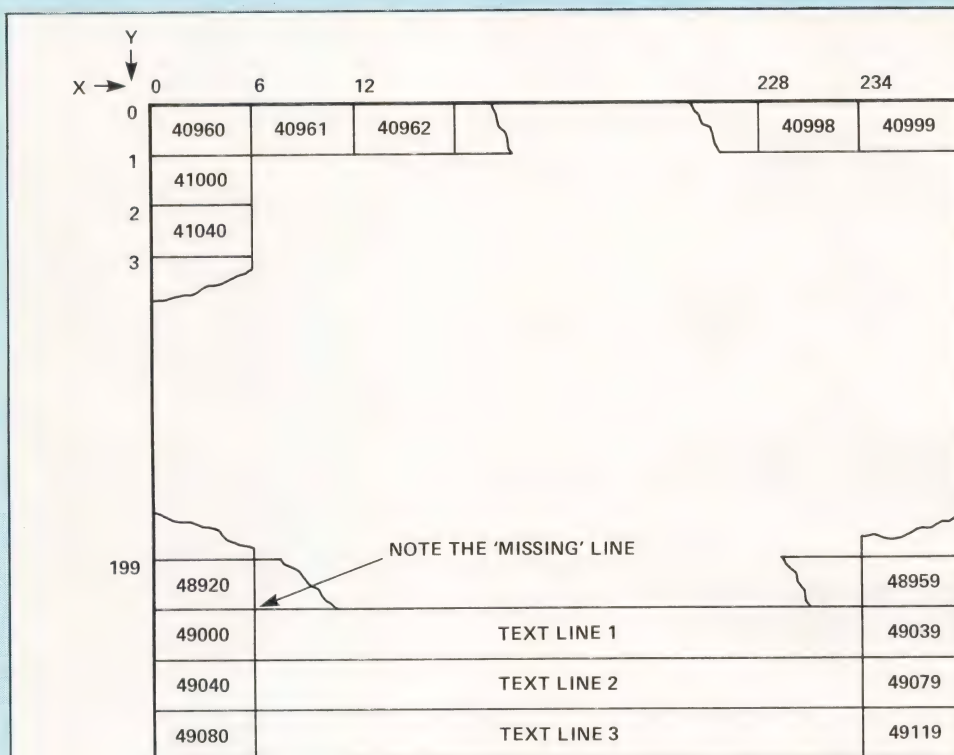 Y
X 0 6 12 228 234
0 40960 40961 40962 40998 40999
1
41000
2
41040
3
NOTE THE 'MISSING' LINE
199
48920 48959
49000 TEXT LINE 1 49039
49040 TEXT LINE 2 49079
49080 TEXT LINE 3 49119